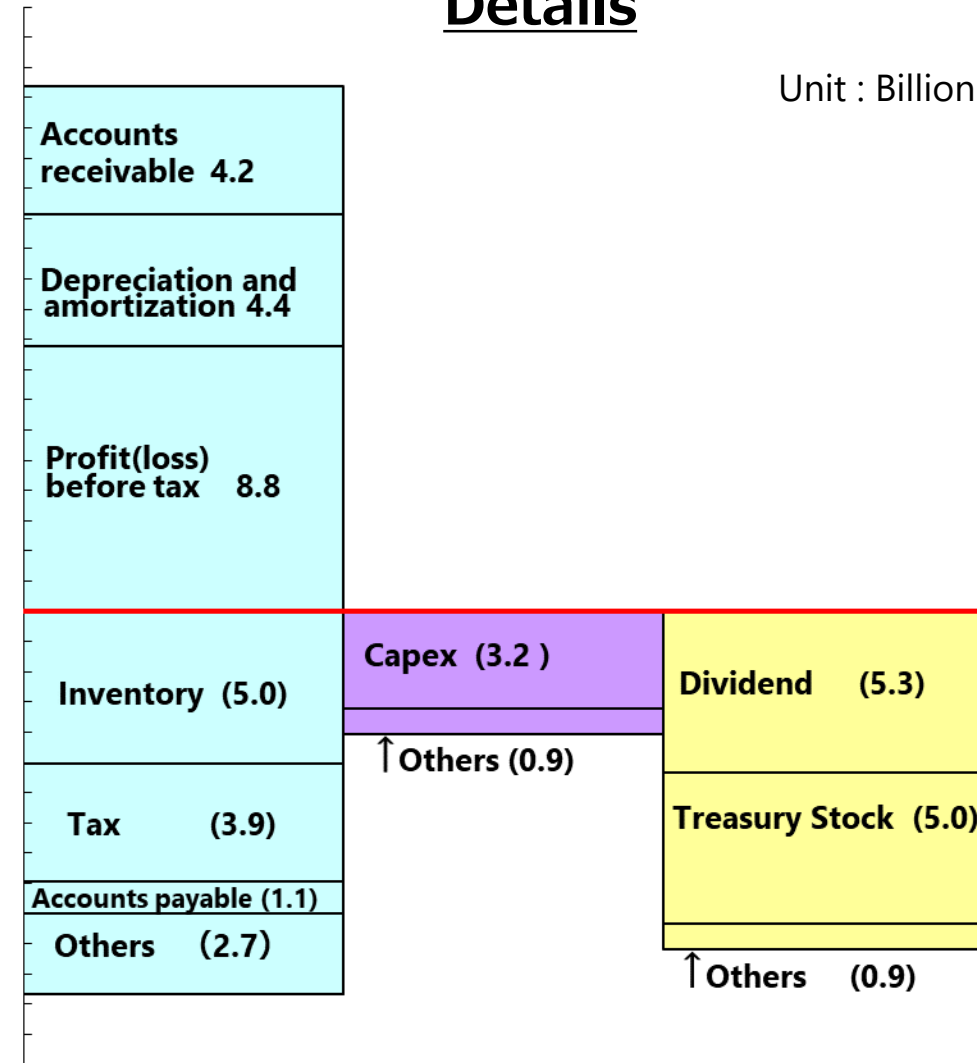 Details
Unit : Billion
Accounts
receivable 4.2
Depreciation and
amortization 4.4
Profit(loss)
before tax 8.8
Inventory (5.0)
Tax (3.9)
Accounts payable (1.1)
Others (2.7)
Capex (3.2 )
↑Others (0.9)
Dividend (5.3)
Treasury Stock (5.0)
↑Others (0.9)